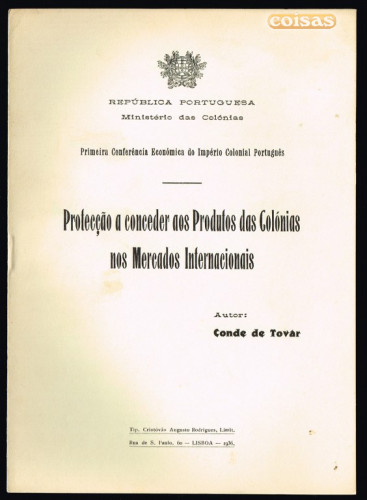 coisas
REPÚBLICA PORTUGUESA
Ministério das Colónias
Primeira Conferência Económica do Império Colonial Português
Protecção a conceder aos Produtos das Colónias
nos Mercados Internacionais
Autor:
Conde de Tovar
Tip. Cristóvão Augusto Rodrigues, Limit.
Rua de S. Paulo, 60 — LISBOA — 1936.